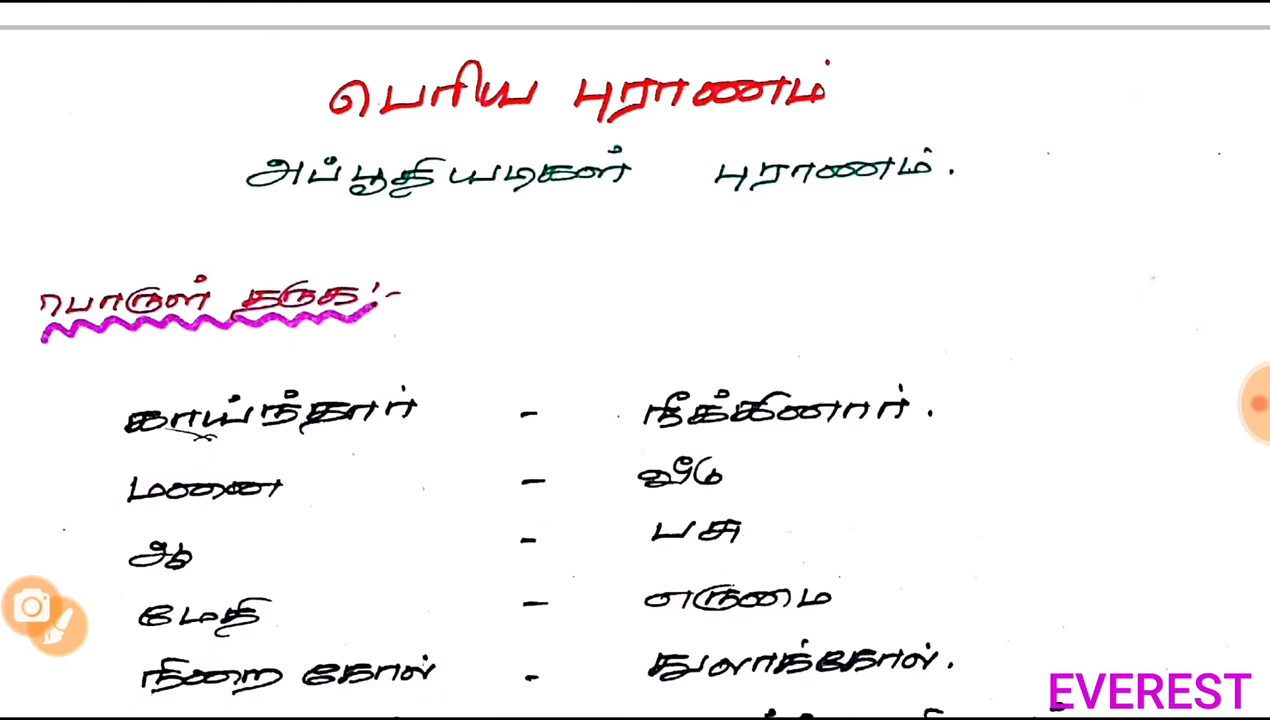 பெரிய புராணம்
அப்பூதியடிகள் புராணம்.
பொருள் தருக :-
காய்ந்தார் - நீக்கினார்.
மனை - வீடு
ஆ - பசு
மேதி - எருமை
நிறை கோல் - துலாக்கோல்.
EVEREST